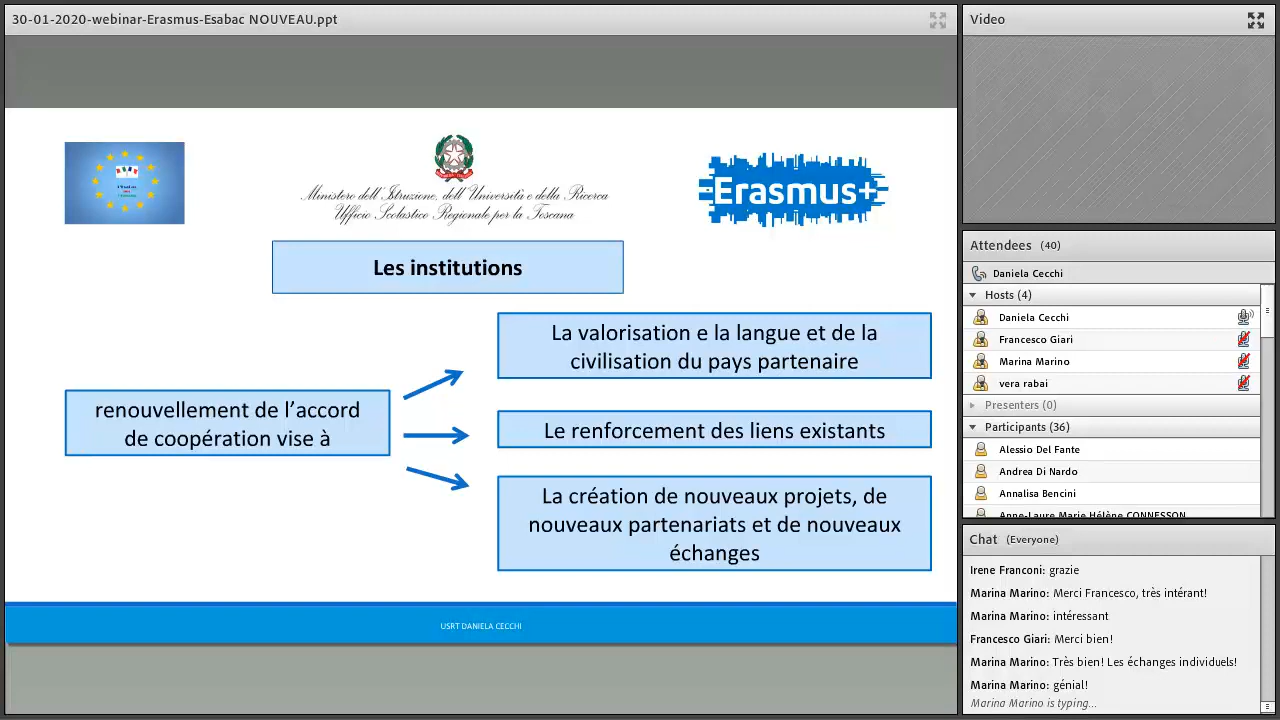 30-01-2020-webinar-Erasmus-Esabac NOUVEAU.ppt
Ministero dell'Istruzione, dell'Università e della Ricerca
Ufficio Scolastico Regionale per la Toscana
Erasmus+
Les institutions
renouvellement de l’accord
de coopération vise à
La valorisation e la langue et de la
civilisation du pays partenaire
Le renforcement des liens existants
La création de nouveaux projets, de
nouveaux partenariats et de nouveaux
échanges
USRT DANIELA CECCHI
Video
Attendees (40)
Daniela Cecchi
Hosts (4)
Daniela Cecchi
Francesco Giari
Marina Marino
vera rabai
Presenters (0)
Participants (36)
Alessio Del Fante
Andrea Di Nardo
Annalisa Bencini
Anne-Laure Marie Hélène CONNESSON
Chat (Everyone)
Irene Franconi: grazie
Marina Marino: Merci Francesco, très intérant!
Marina Marino: intéressant
Francesco Giari: Merci bien!
Marina Marino: Très bien! Les échanges individuels!
Marina Marino: génial!
Marina Marino is typing...